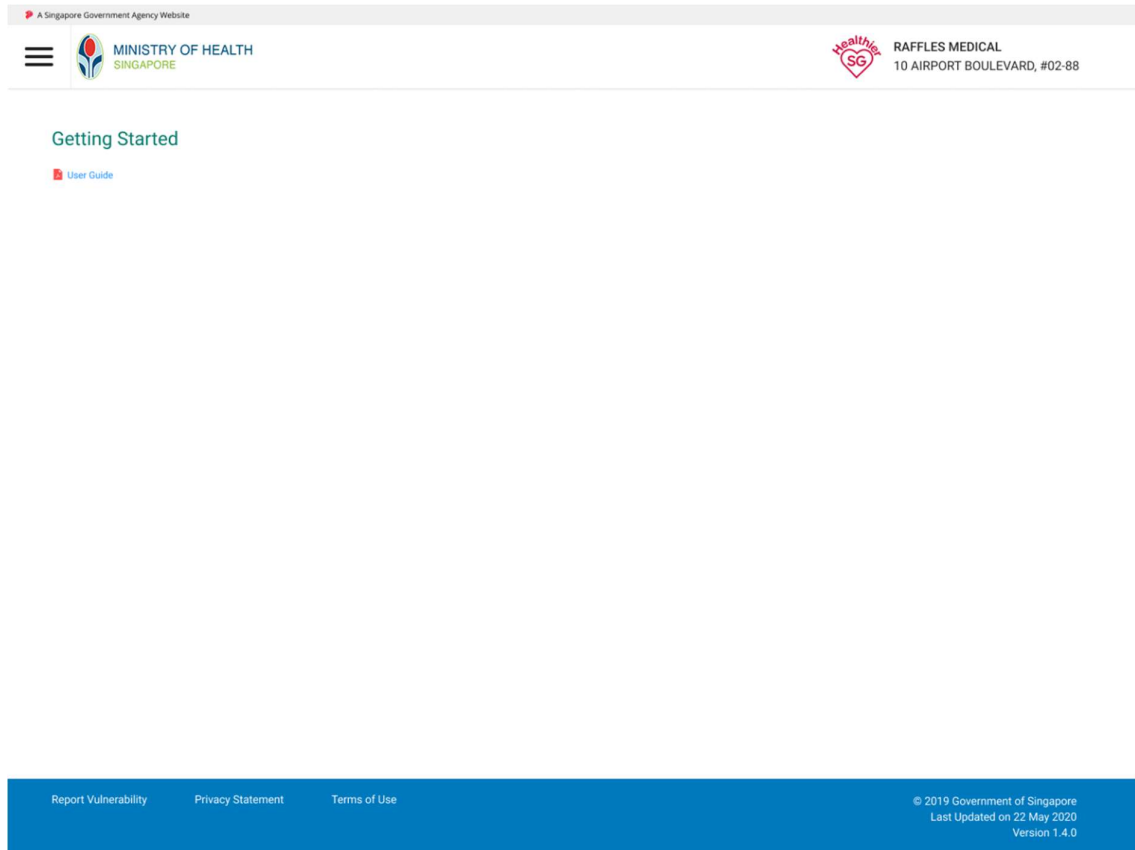 A Singapore Government Agency Website
MINISTRY OF HEALTH
SINGAPORE
Healthier
SG
RAFFLES MEDICAL
10 AIRPORT BOULEVARD, #02-88
Getting Started
User Guide
Report Vulnerability
Privacy Statement
Terms of Use
© 2019 Government of Singapore
Last Updated on 22 May 2020
Version 1.4.0